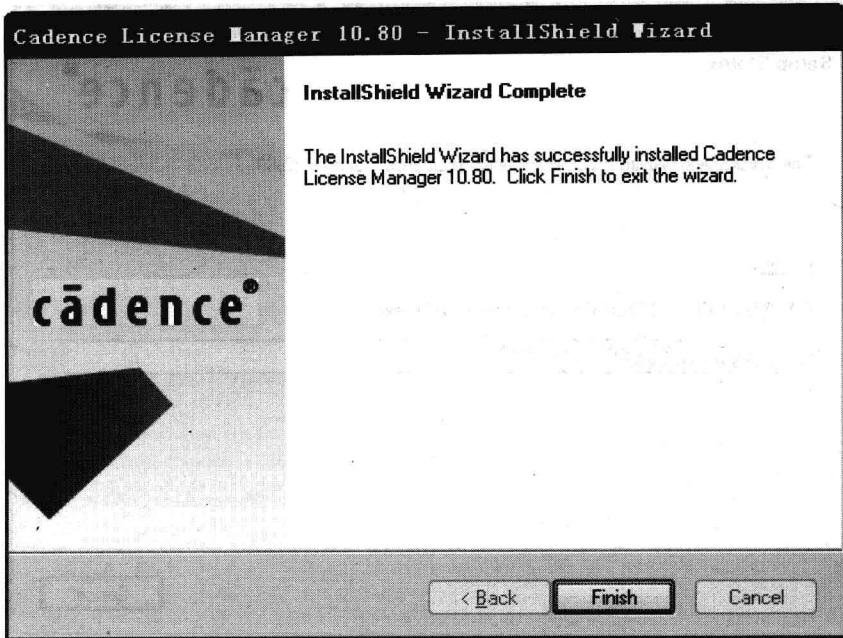 Cadence License Manager 10.80 - InstallShield Wizard
InstallShield Wizard Complete
The InstallShield Wizard has successfully installed Cadence
License Manager 10.80. Click Finish to exit the wizard.
cādence®
< Back
Finish
Cancel